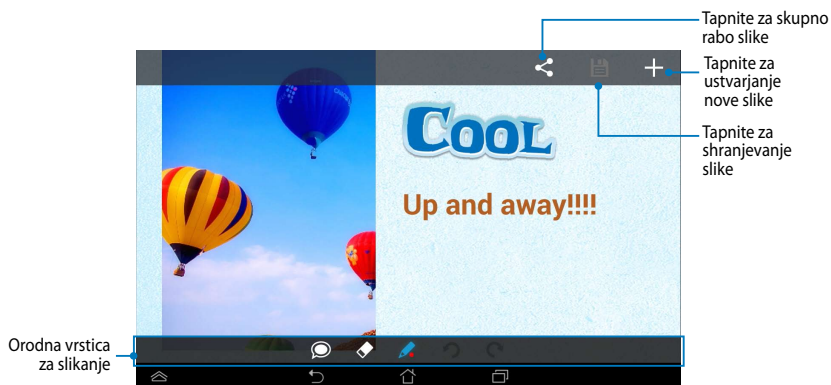 Tapnite za skupno
rabo slike
Tapnite za
ustvarjanje
nove slike
Tapnite za
shranjevanje
slike
COOL
Up and away!!!!
Orodna vrstica
za slikanje